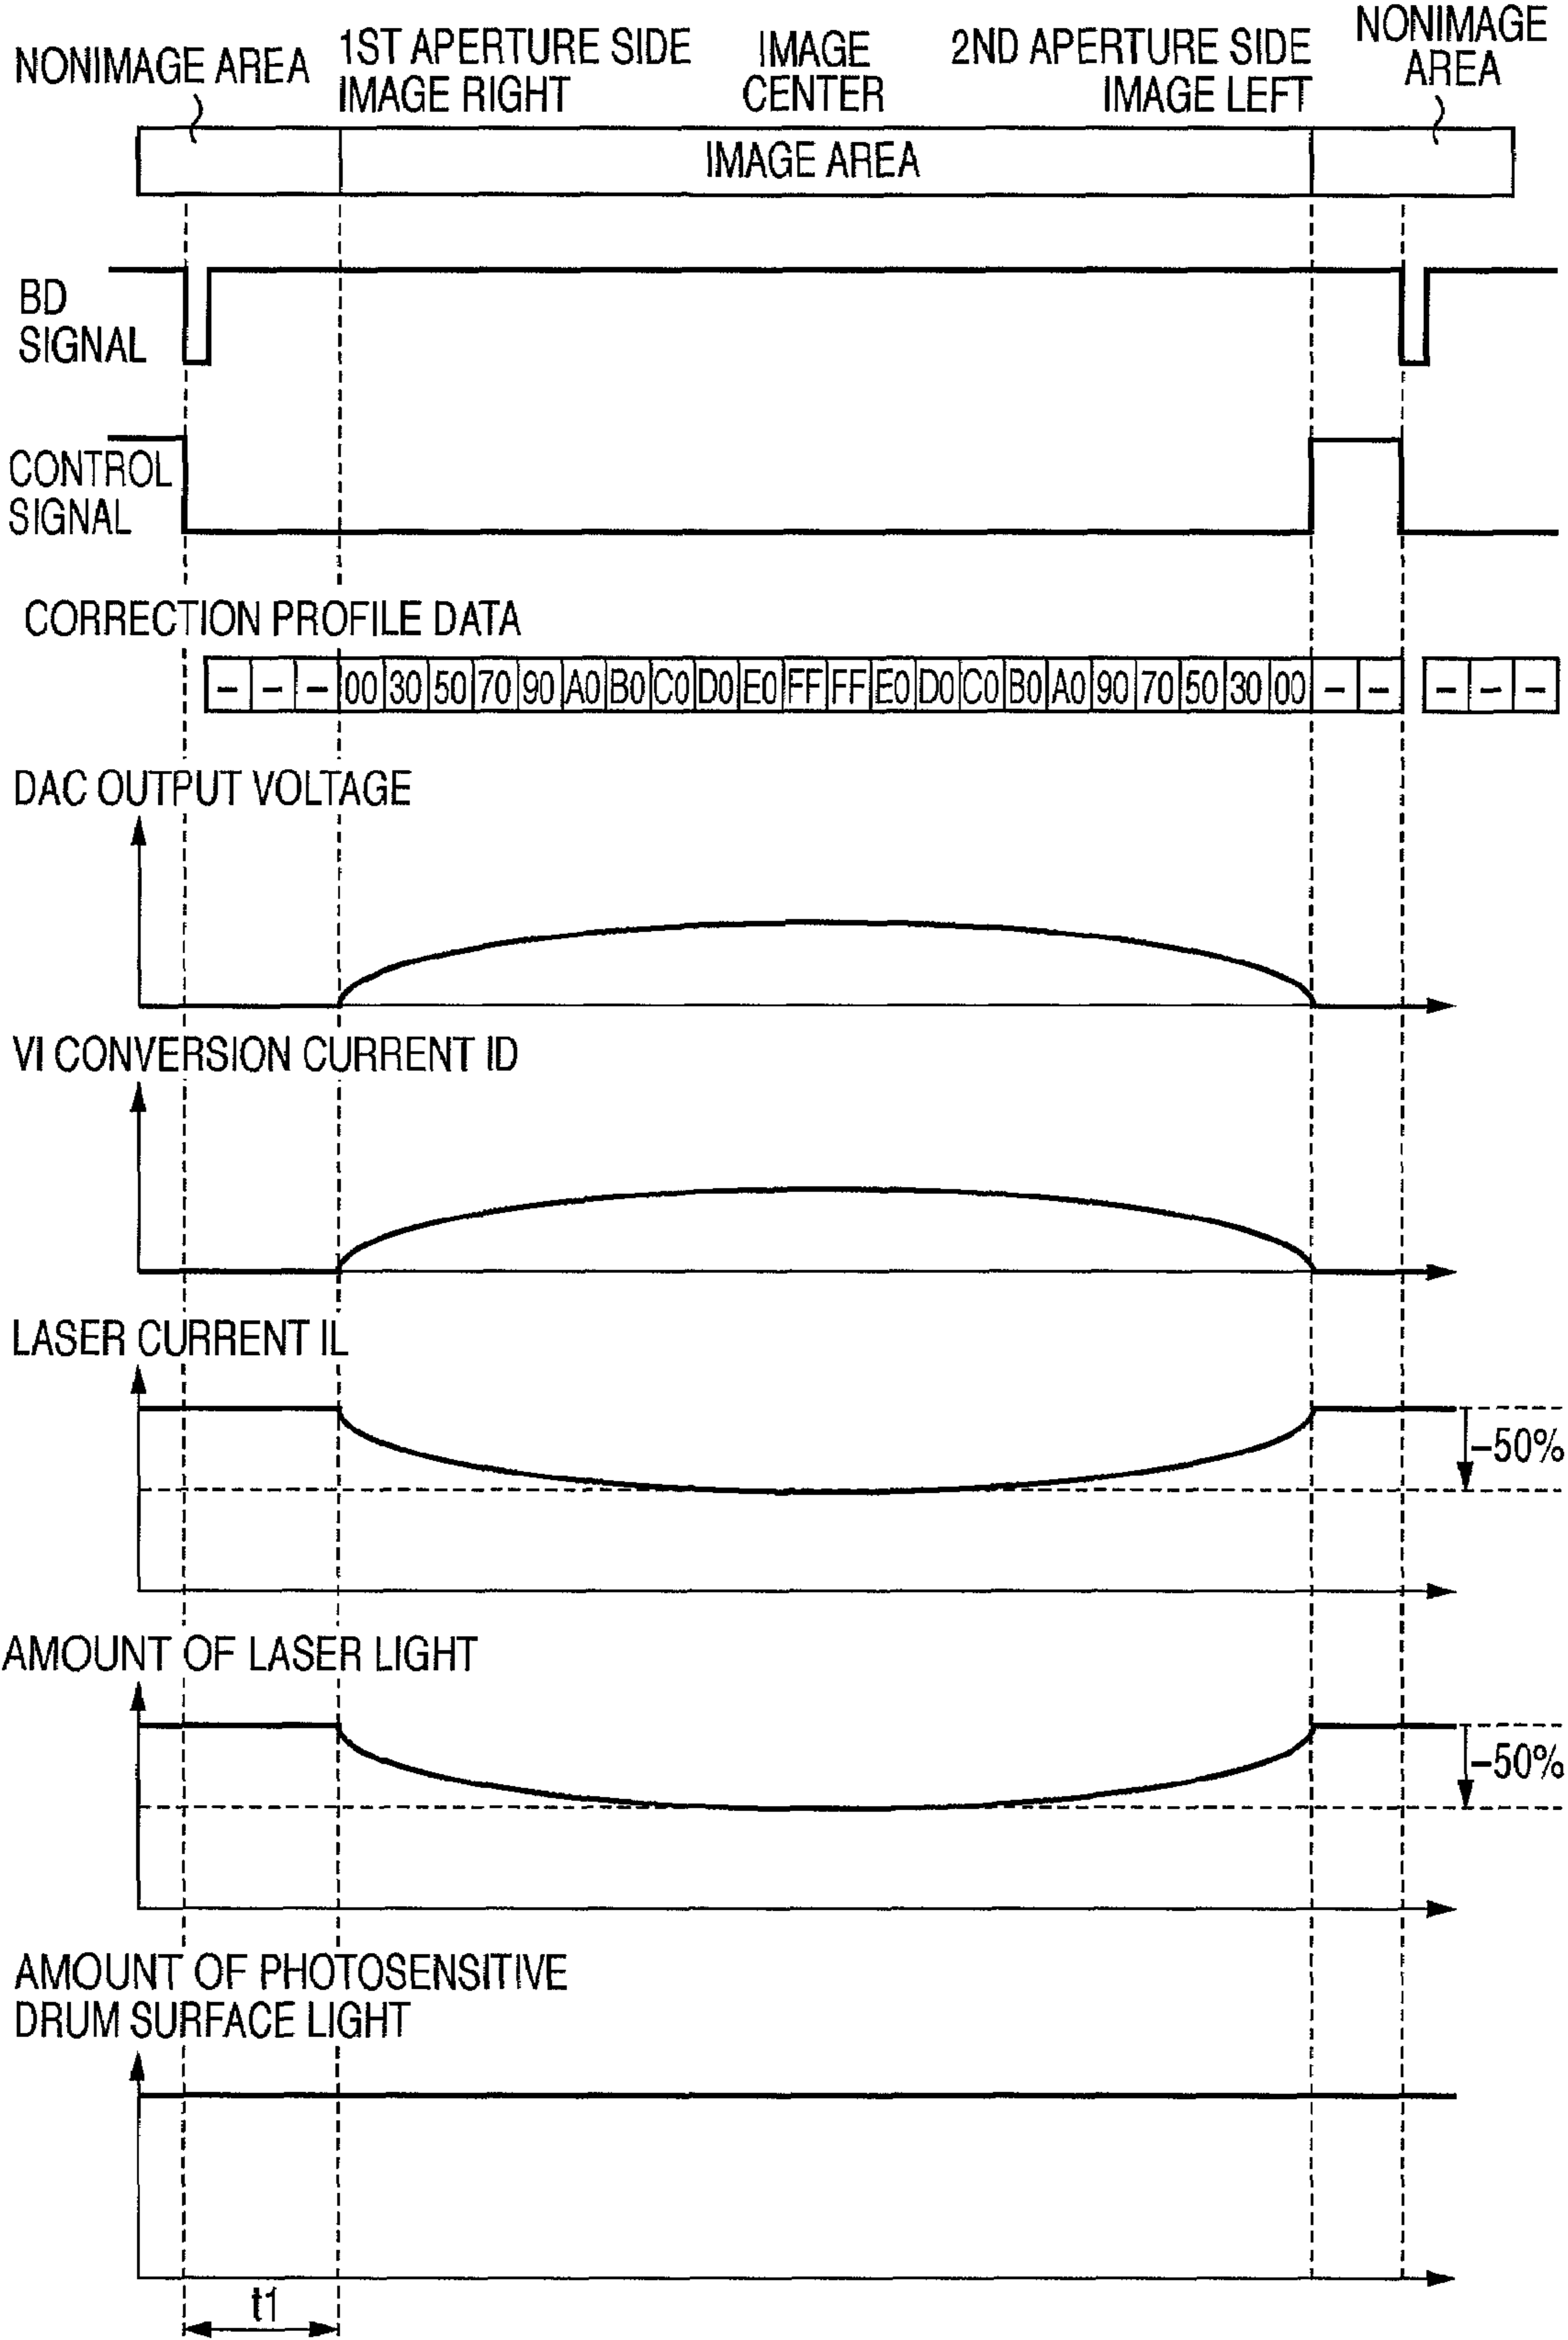 NONIMAGE AREA
1ST APERTURE SIDE
IMAGE RIGHT
IMAGE
CENTER
2ND APERTURE SIDE
IMAGE LEFT
NONIMAGE
AREA
IMAGE AREA
BD
SIGNAL
CONTROL
SIGNAL
CORRECTION PROFILE DATA
– – – 00 30 50 70 90 A0 B0 C0 D0 E0 FF FF E0 D0 C0 B0 A0 90 70 50 30 00 – – – – –
DAC OUTPUT VOLTAGE
VI CONVERSION CURRENT ID
LASER CURRENT IL
–50%
AMOUNT OF LASER LIGHT
–50%
AMOUNT OF PHOTOSENSITIVE
DRUM SURFACE LIGHT
t1